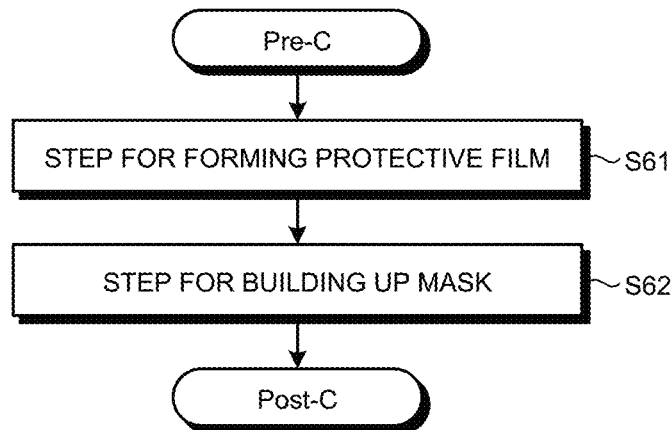 Pre-C
STEP FOR FORMING PROTECTIVE FILM
S61
STEP FOR BUILDING UP MASK
S62
Post-C